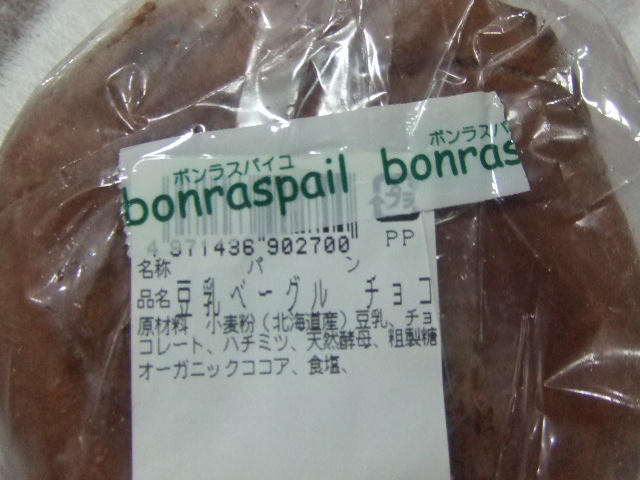 ボンラスパイユ
bonraspail
ボンラスパ
bonras
4 971436 902700
プラ
PP
名称 パン
品名 豆乳ベーグル チョコ
原材料 小麦粉(北海道産)豆乳、チョ
コレート、ハチミツ、天然酵母、粗製糖
オーガニックココア、食塩、